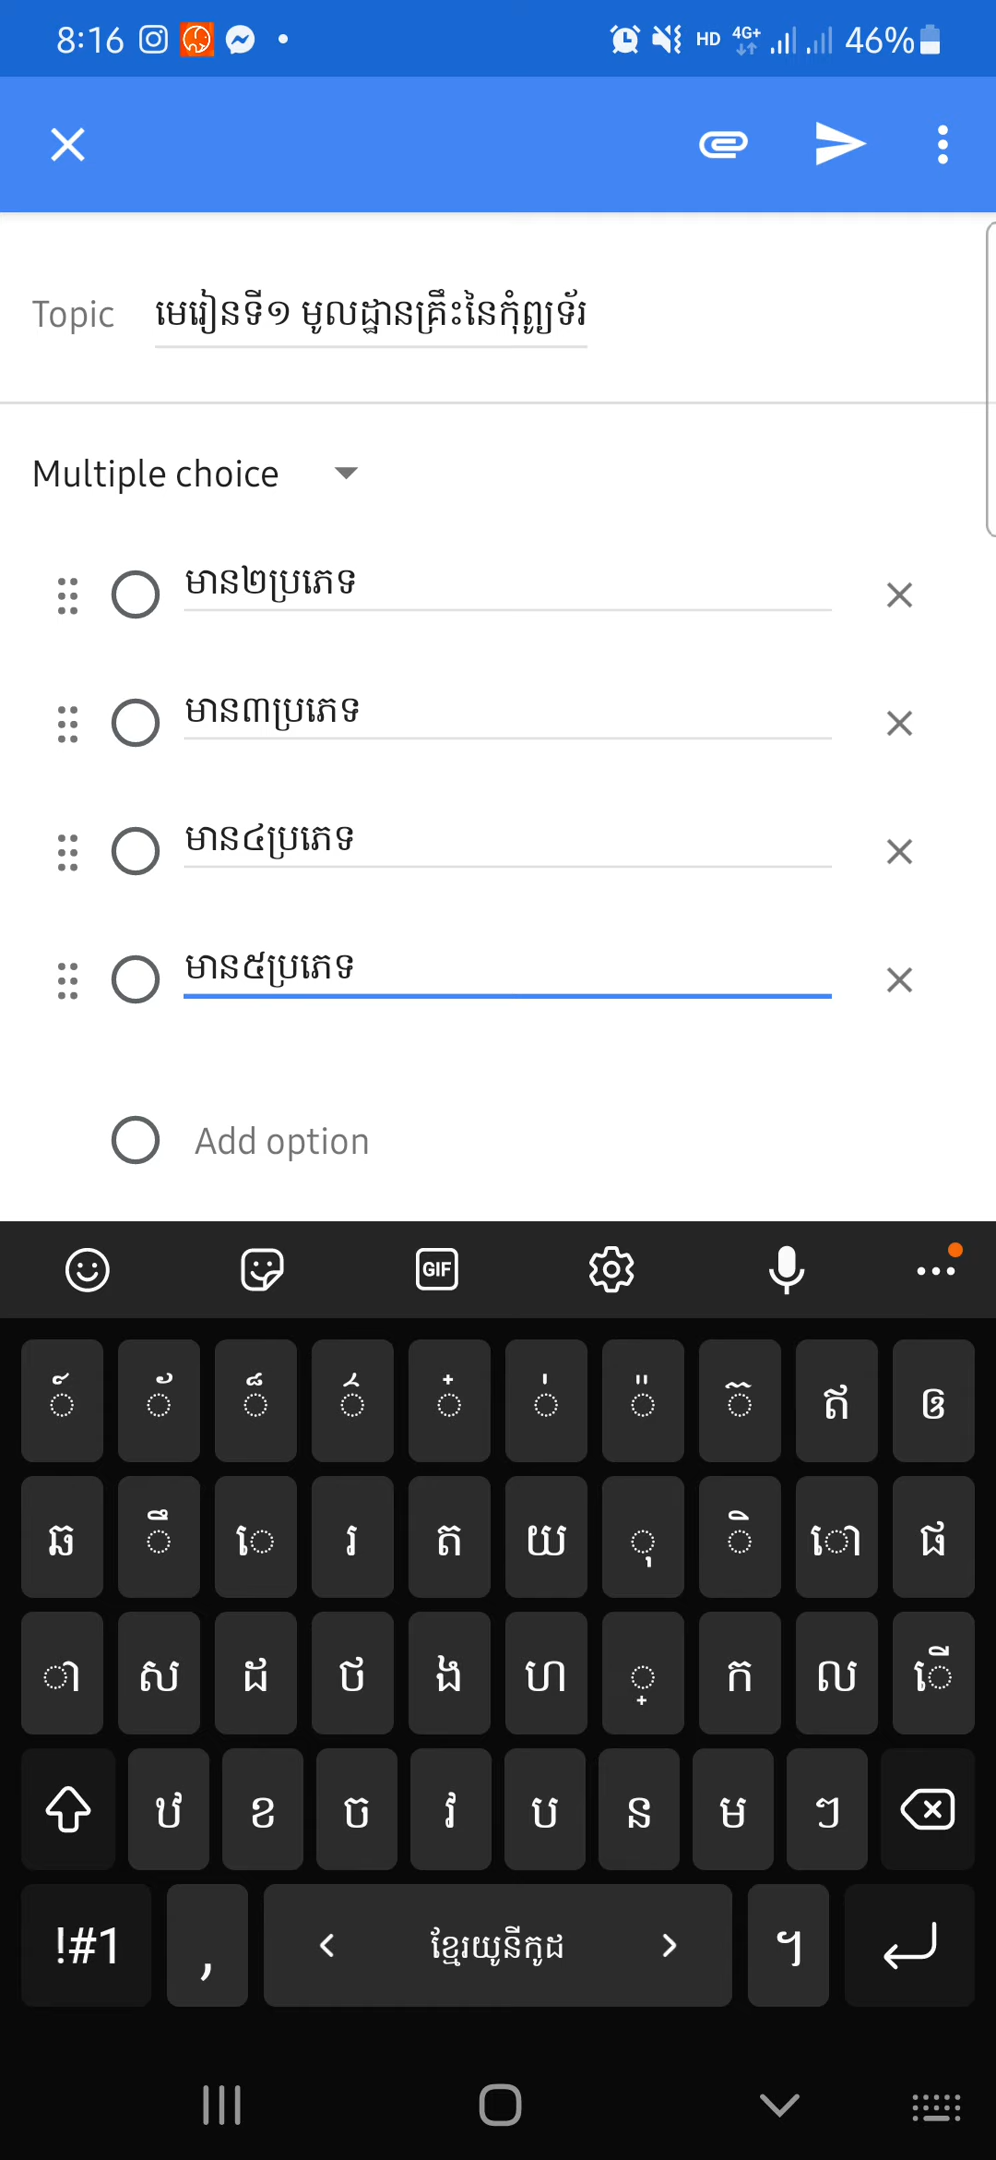 8:16 HD 4G+ 46%
Topic មេរៀនទី១ មូលដ្ឋានគ្រឹះនៃកុំព្យូទ័រ
Multiple choice
មាន២ប្រភេទ
មាន៣ប្រភេទ
មាន៤ប្រភេទ
មាន៥ប្រភេទ
Add option
GIF
៍ ័ ៏ ៌ ៎ ់ ៉ ៊ ឥ ឲ
ឆ ឹ េ រ ត យ ុ ិ ោ ផ
ា ស ដ ថ ង ហ ្ ក ល ើ
ឋ ខ ច វ ប ន ម ៗ
!#1 , < ខ្មែរយូនីកូដ > ។